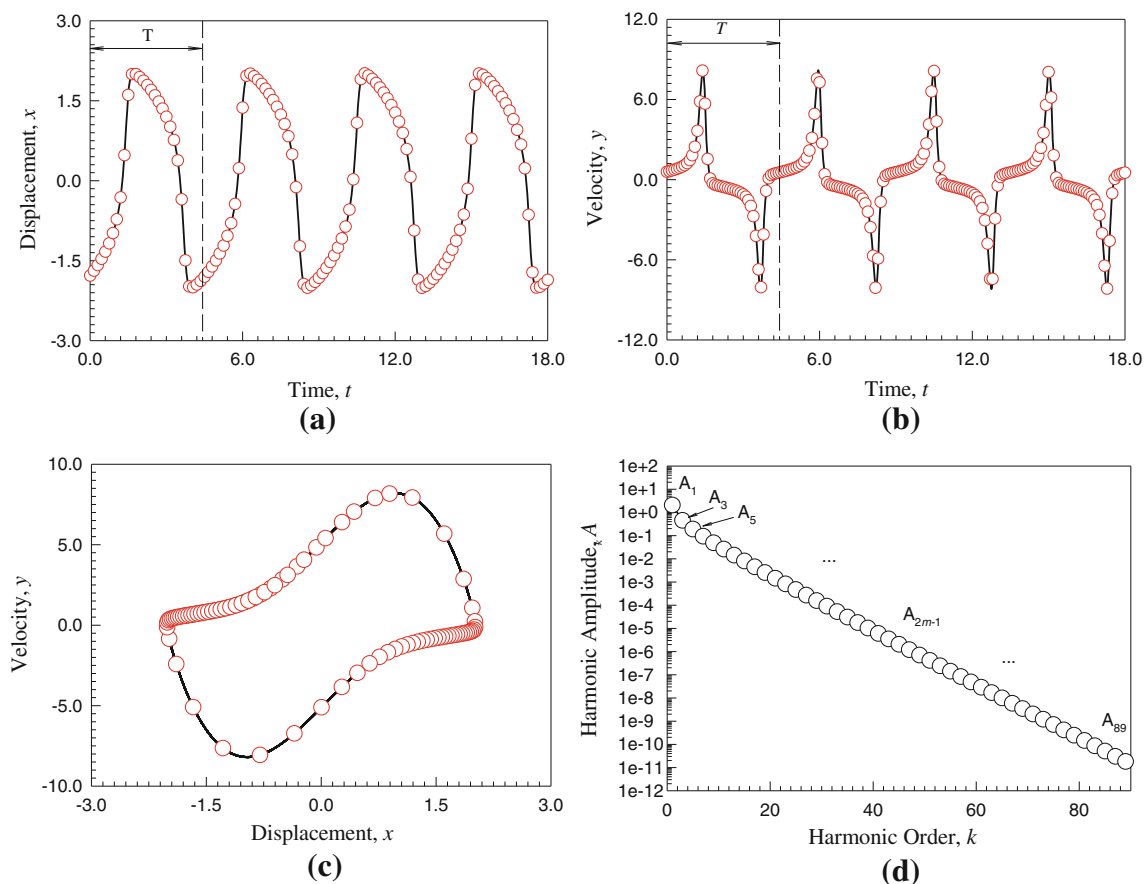 T
3.0
1.5
0.0
-1.5
-3.0
Displacement, x
0.0 6.0 12.0 18.0
Time, t
(a)
T
12.0
6.0
0.0
-6.0
-12.0
Velocity, y
0.0 6.0 12.0 18.0
Time, t
(b)
10.0
5.0
0.0
-5.0
-10.0
Velocity, y
-3.0 -1.5 0.0 1.5 3.0
Displacement, x
(c)
1e+2
1e+1
1e+0
1e-1
1e-2
1e-3
1e-4
1e-5
1e-6
1e-7
1e-8
1e-9
1e-10
1e-11
1e-12
Harmonic Amplitude, A
k
A1
A3
A5
...
A2m-1
...
A89
0 20 40 60 80
Harmonic Order, k
(d)